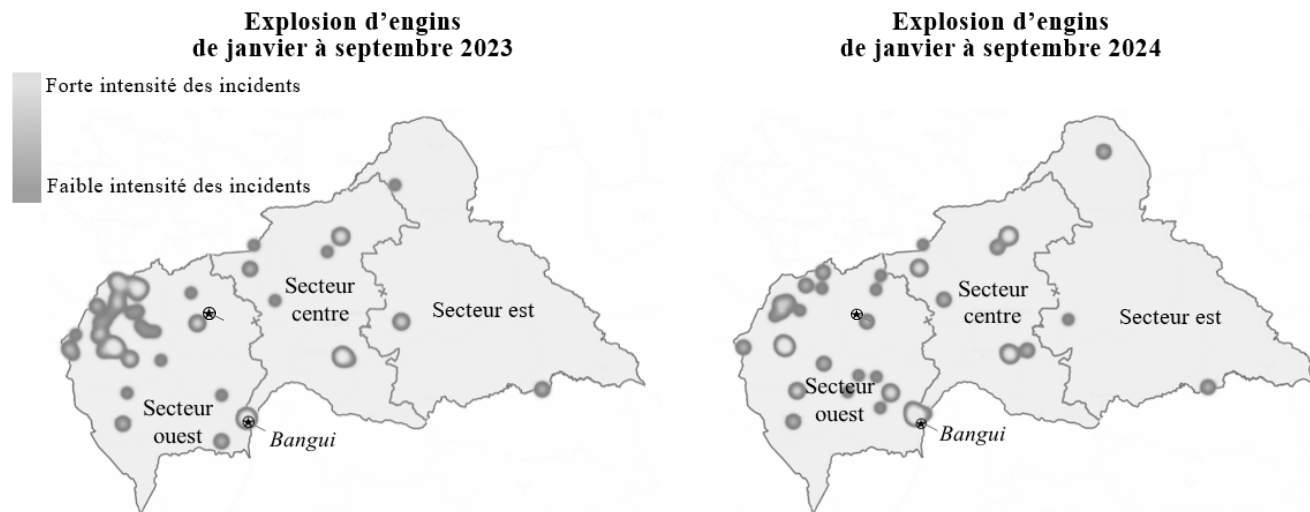 Explosion d’engins
de janvier à septembre 2023
Forte intensité des incidents
Faible intensité des incidents
Secteur
centre
Secteur est
Secteur
ouest
Bangui
Explosion d’engins
de janvier à septembre 2024
Secteur
centre
Secteur est
Secteur
ouest
Bangui